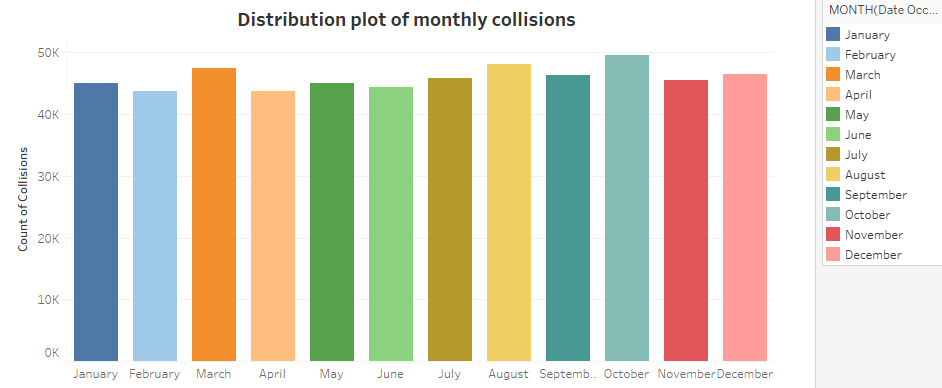 Distribution plot of monthly collisions
Count of Collisions
50K
40K
30K
20K
10K
0K
January February March April May June July August Septemb.. October November December
MONTH(Date Occ...
January
February
March
April
May
June
July
August
September
October
November
December